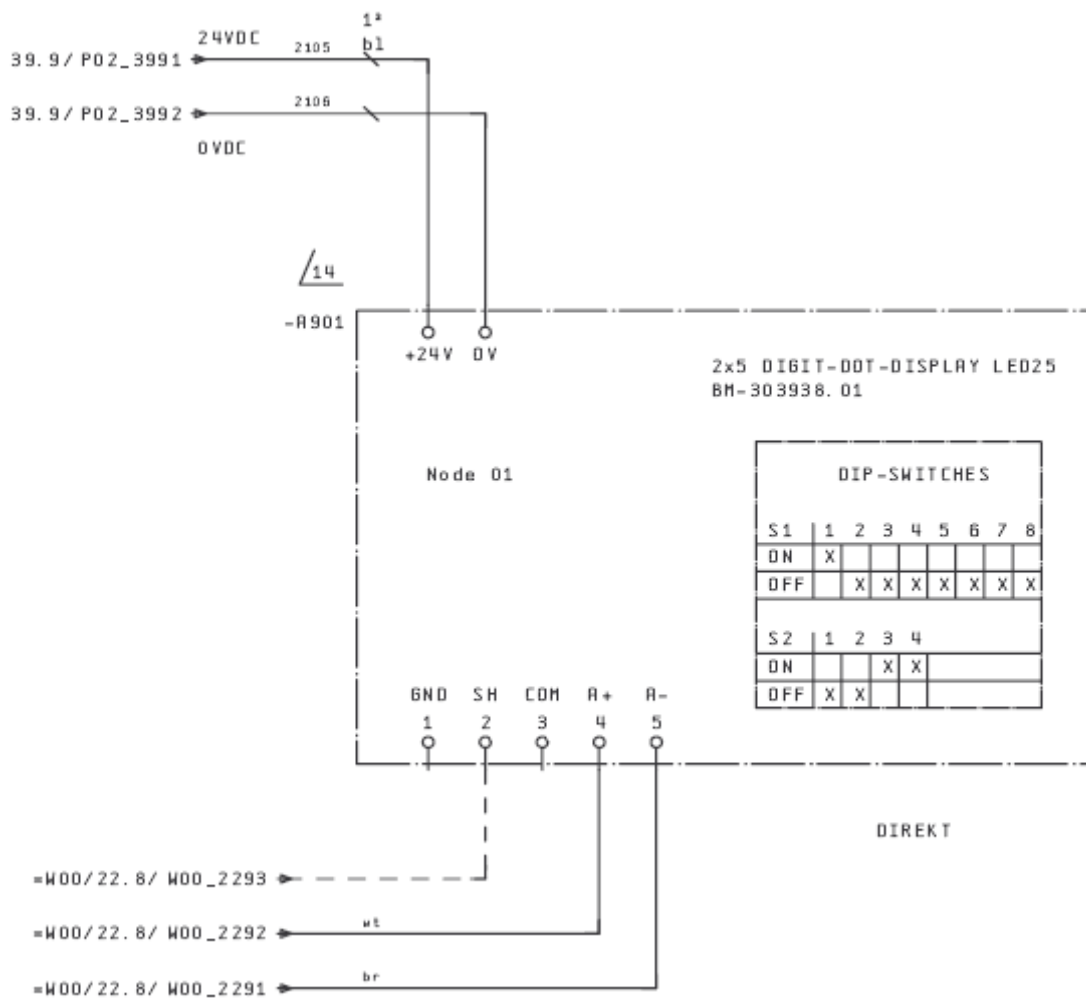 24VDC
1²
bl
39.9/ P02_3991
2105
39.9/ P02_3992
2106
0VDC
14
-A901
+24V 0V
2x5 DIGIT-DOT-DISPLAY LED25
BM-303938.01
Node 01
DIP-SWITCHES
S1 1 2 3 4 5 6 7 8
ON X
OFF X X X X X X X
S2 1 2 3 4
ON X X
OFF X X
GND SH COM A+ A-
1 2 3 4 5
DIREKT
=W00/22.8/ W00_2293
=W00/22.8/ W00_2292
wt
=W00/22.8/ W00_2291
br